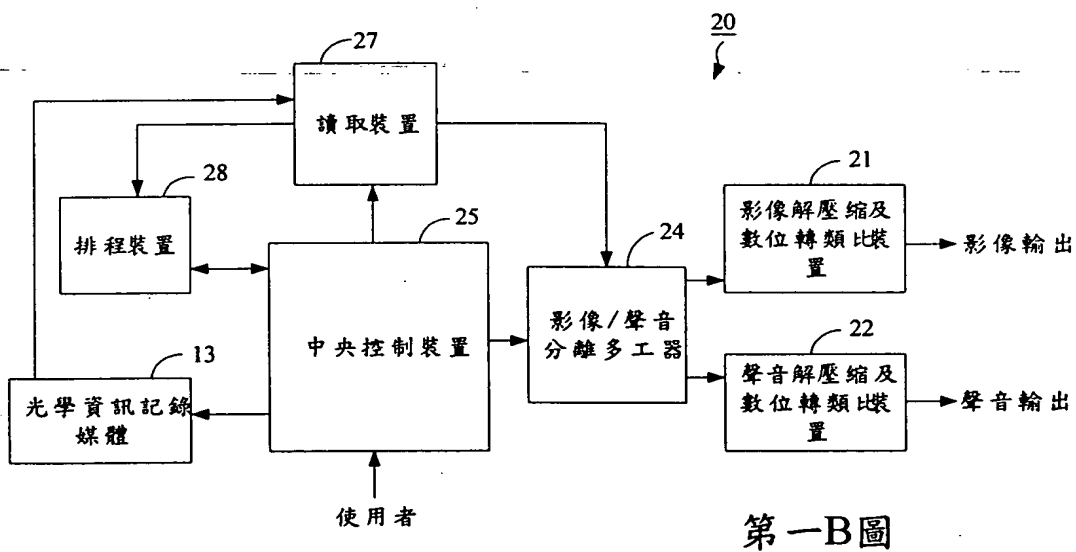 20
27
讀取裝置
28
排程裝置
25
中央控制裝置
24
影像/聲音
分離多工器
21
影像解壓縮及
數位轉類比裝
置
影像輸出
22
聲音解壓縮及
數位轉類比裝
置
聲音輸出
13
光學資訊記錄
媒體
使用者
第一B圖